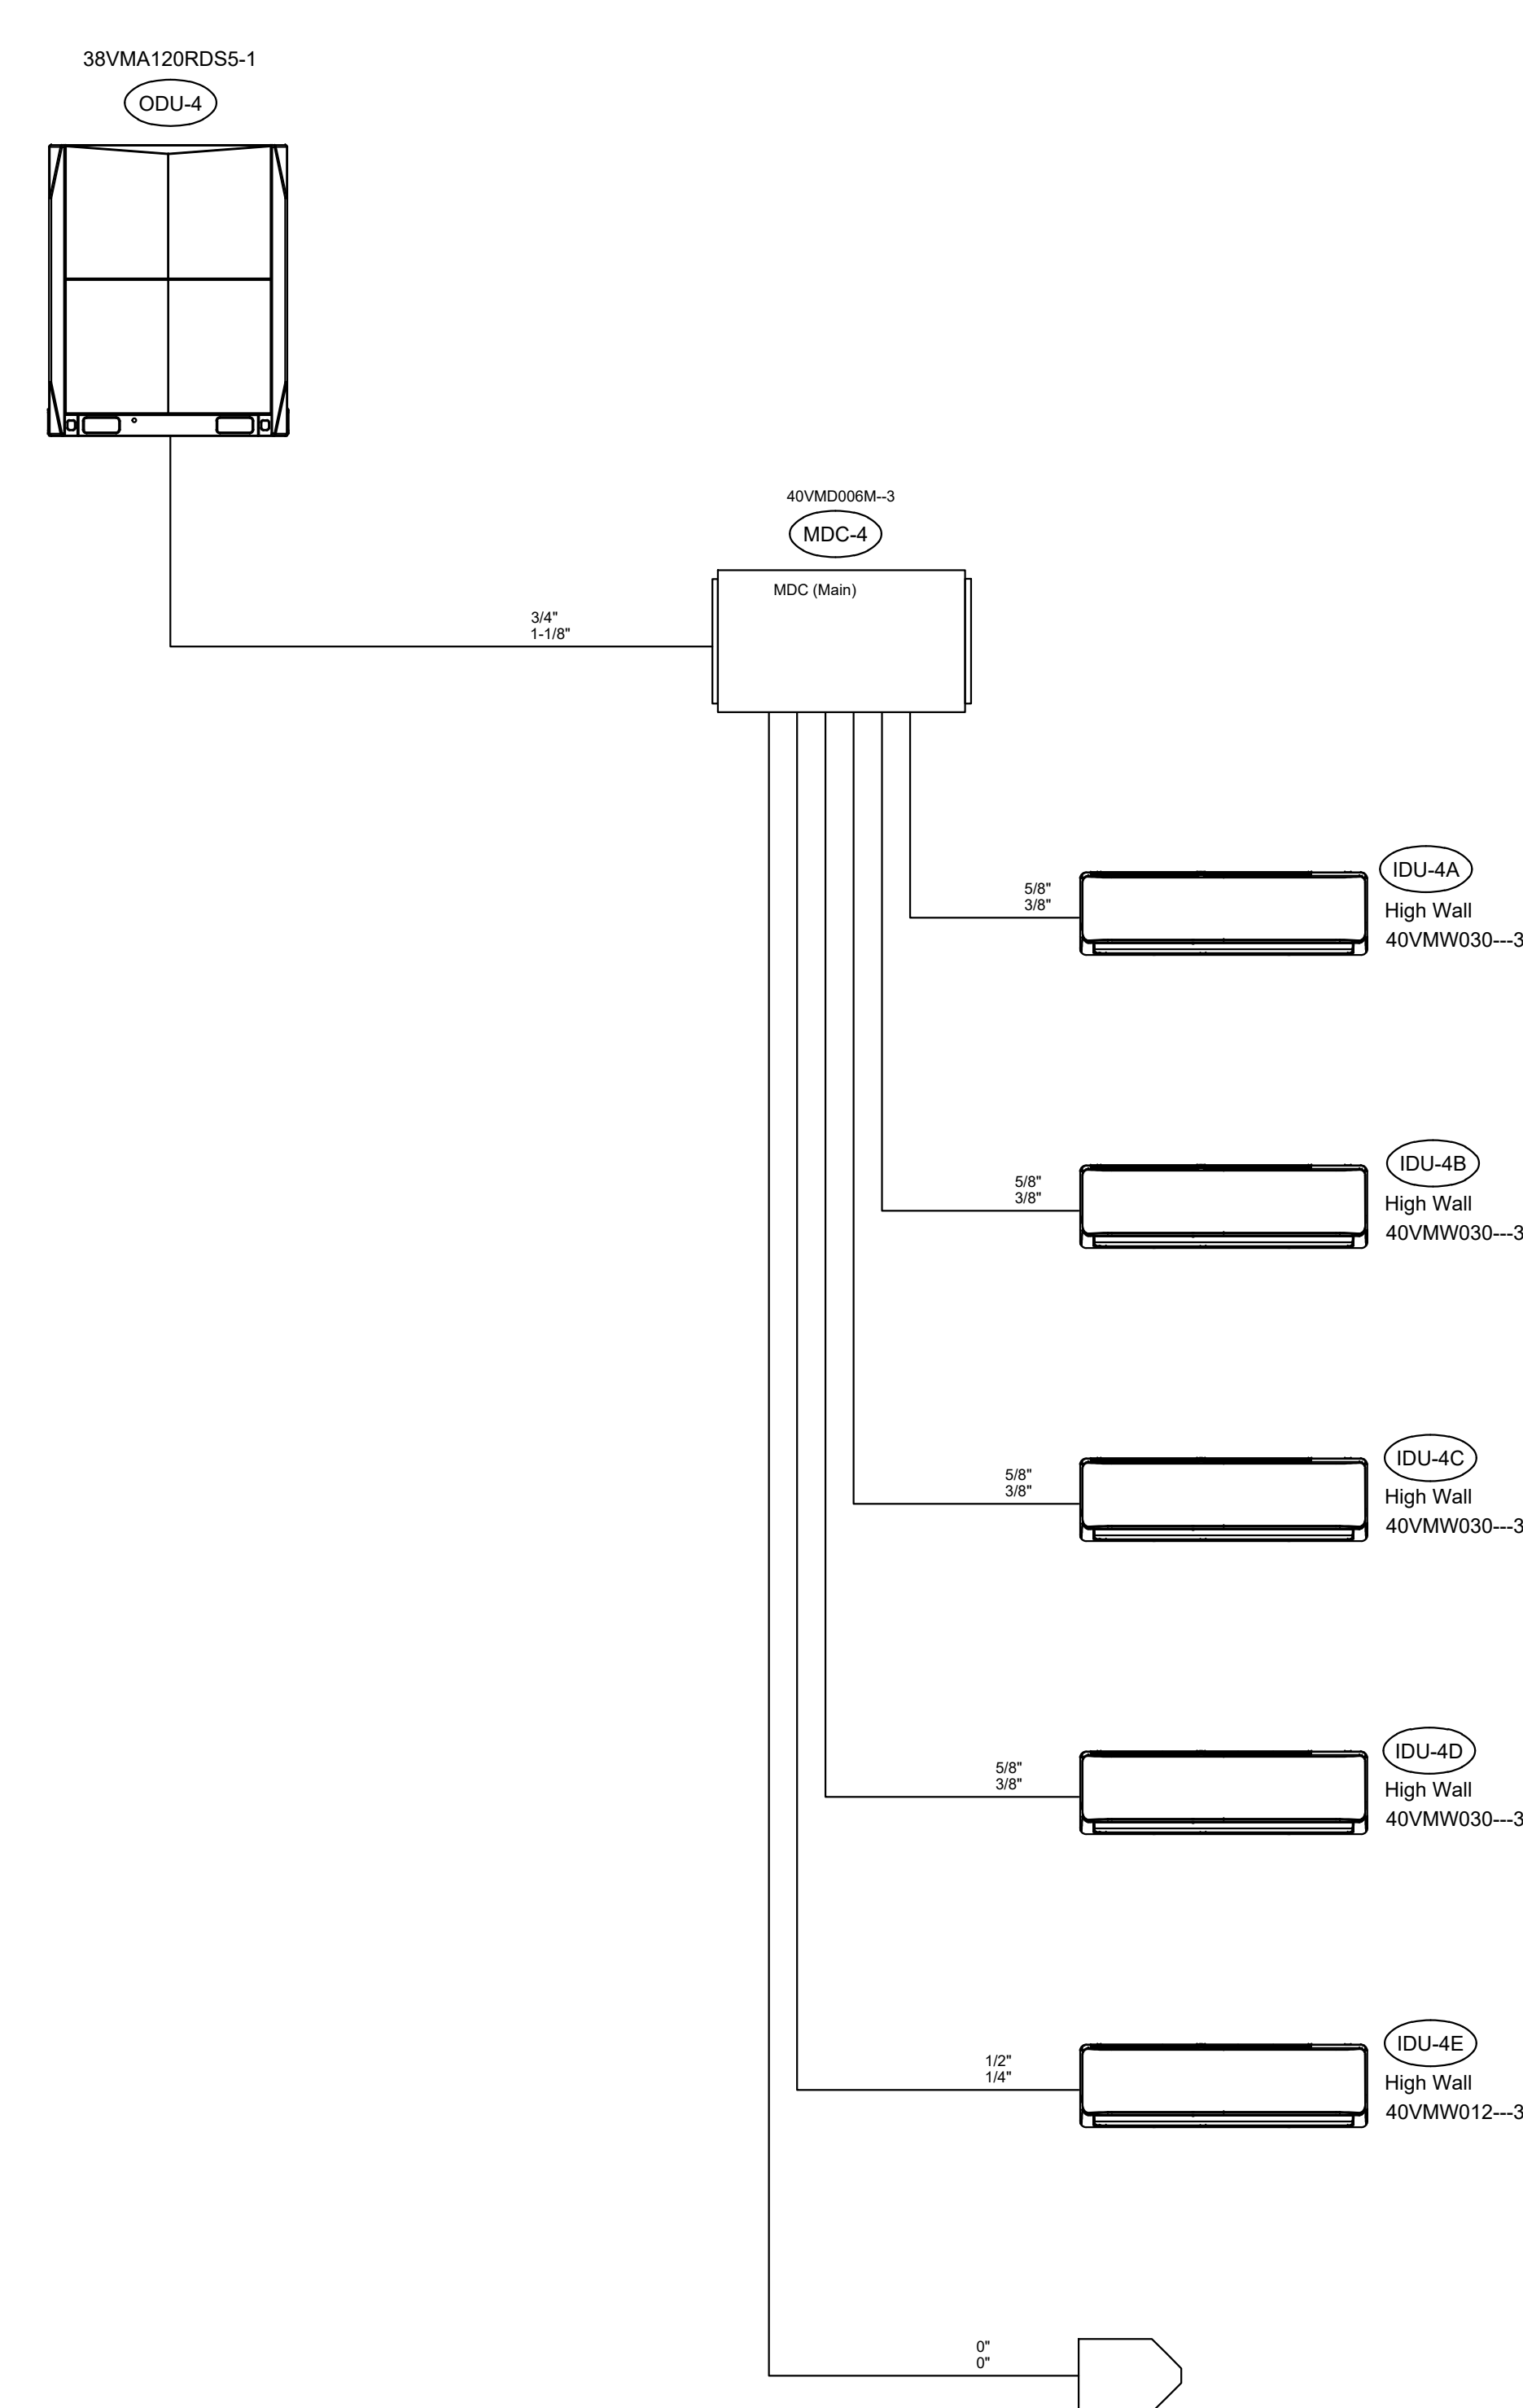 38VMA120RDS5-1
ODU-4
40VMD006M--3
MDC-4
MDC (Main)
3/4"
1-1/8"
IDU-4A
5/8"
3/8"
High Wall
40VMW030---3
IDU-4B
5/8"
3/8"
High Wall
40VMW030---3
IDU-4C
5/8"
3/8"
High Wall
40VMW030---3
IDU-4D
5/8"
3/8"
High Wall
40VMW030---3
IDU-4E
1/2"
1/4"
High Wall
40VMW012---3
0"
0"